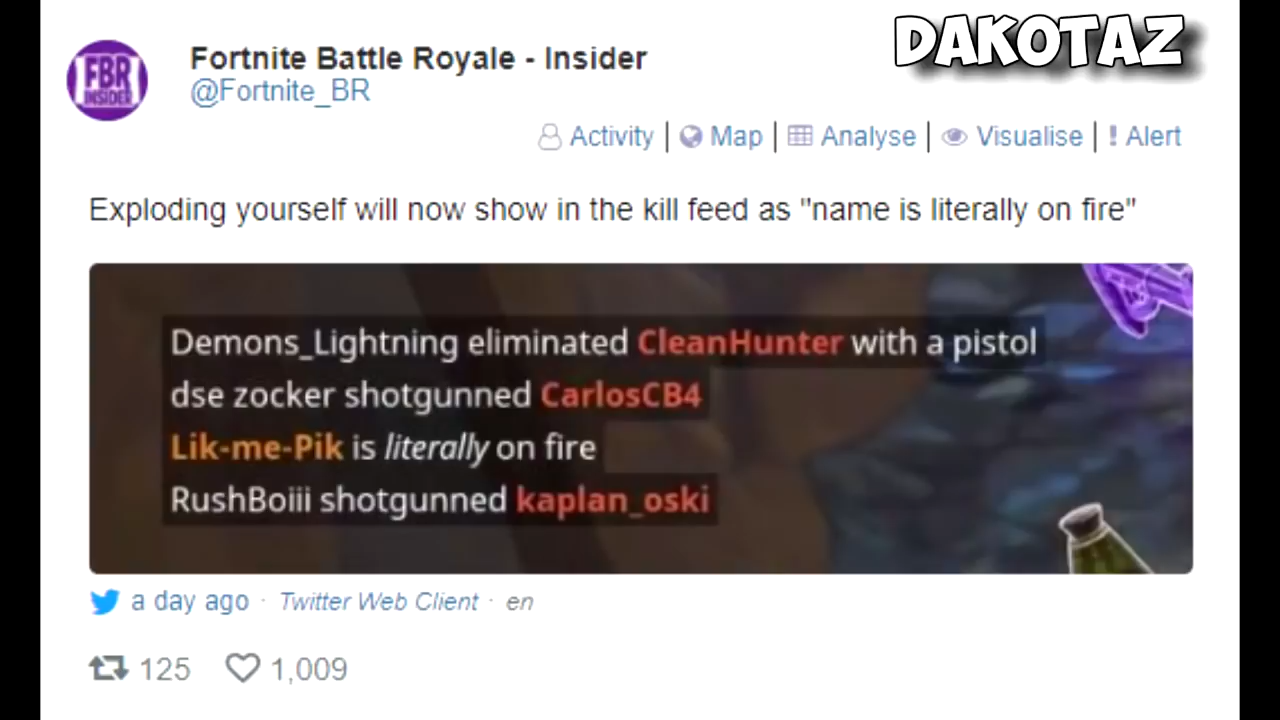 DAKOTAZ
FBR
INSIDER
Fortnite Battle Royale - Insider
@Fortnite_BR
Activity | Map | Analyse | Visualise | ! Alert
Exploding yourself will now show in the kill feed as "name is literally on fire"
Demons_Lightning eliminated CleanHunter with a pistol
dse zocker shotgunned CarlosCB4
Lik-me-Pik is literally on fire
RushBoiii shotgunned kaplan_oski
a day ago · Twitter Web Client · en
125 1,009